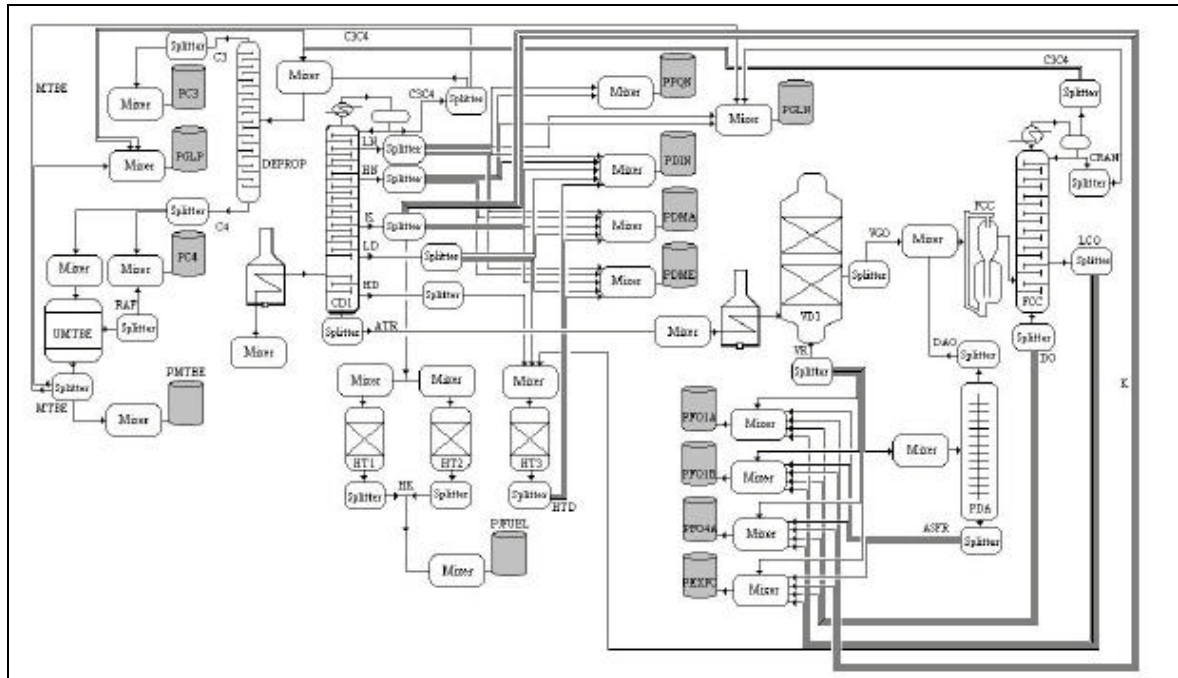 C3C4
C3C4
Splitter
C3
MTBE
Mixer
PC3
Mixer
C3C4
Splitter
Mixer
PPQN
Mixer
PGLN
Splitter
Mixer
PGLP
DEPROP
LN
Splitter
HN
Splitter
Mixer
PDIN
CRAN
Splitter
Splitter
C4
PC4
K
Splitter
Mixer
PDMA
FCC
VGO
Mixer
Splitter
LCO
Splitter
Mixer
Mixer
LD
Splitter
Mixer
PDME
HD
Splitter
RAF
UMTBE
Splitter
CD1
Splitter
ATR
Mixer
VD1
FCC
Splitter
DO
Mixer
VR
Splitter
DAO
Splitter
K
Splitter
MTBE
PMTBE
Mixer
Mixer
Mixer
Mixer
PFO1A
Mixer
HT1
HT2
HT3
PFO1B
Mixer
Mixer
PDA
Splitter
HK
Splitter
Splitter
HTD
PFO4A
Mixer
ASFR
Splitter
PJFUEL
Mixer
PEXPC
Mixer